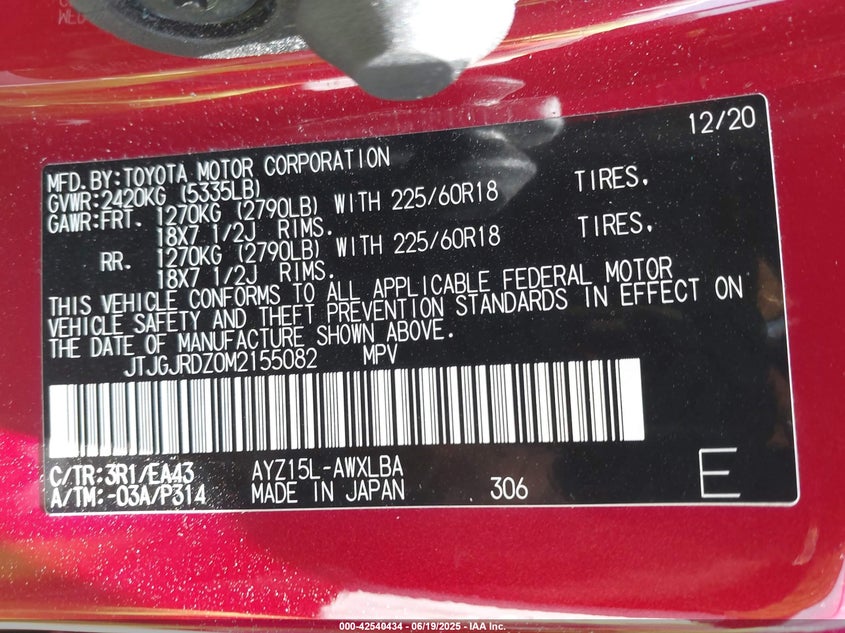 12/20
MFD.BY:TOYOTA MOTOR CORPORATION
GVWR:2420KG (5335LB)
GAWR:FRT. 1270KG (2790LB) WITH 225/60R18 TIRES.
18X7 1/2J RIMS.
RR. 1270KG (2790LB) WITH 225/60R18 TIRES.
18X7 1/2J RIMS.
THIS VEHICLE CONFORMS TO ALL APPLICABLE FEDERAL MOTOR
VEHICLE SAFETY AND THEFT PREVENTION STANDARDS IN EFFECT ON
THE DATE OF MANUFACTURE SHOWN ABOVE.
JTJGJRDZ0M2155082 MPV
C/TR:3R1/EA43 AYZ15L-AWXLBA
A/TM:-03A/P314 MADE IN JAPAN 306 E
000-42540434 - 06/19/2025 - IAA Inc.